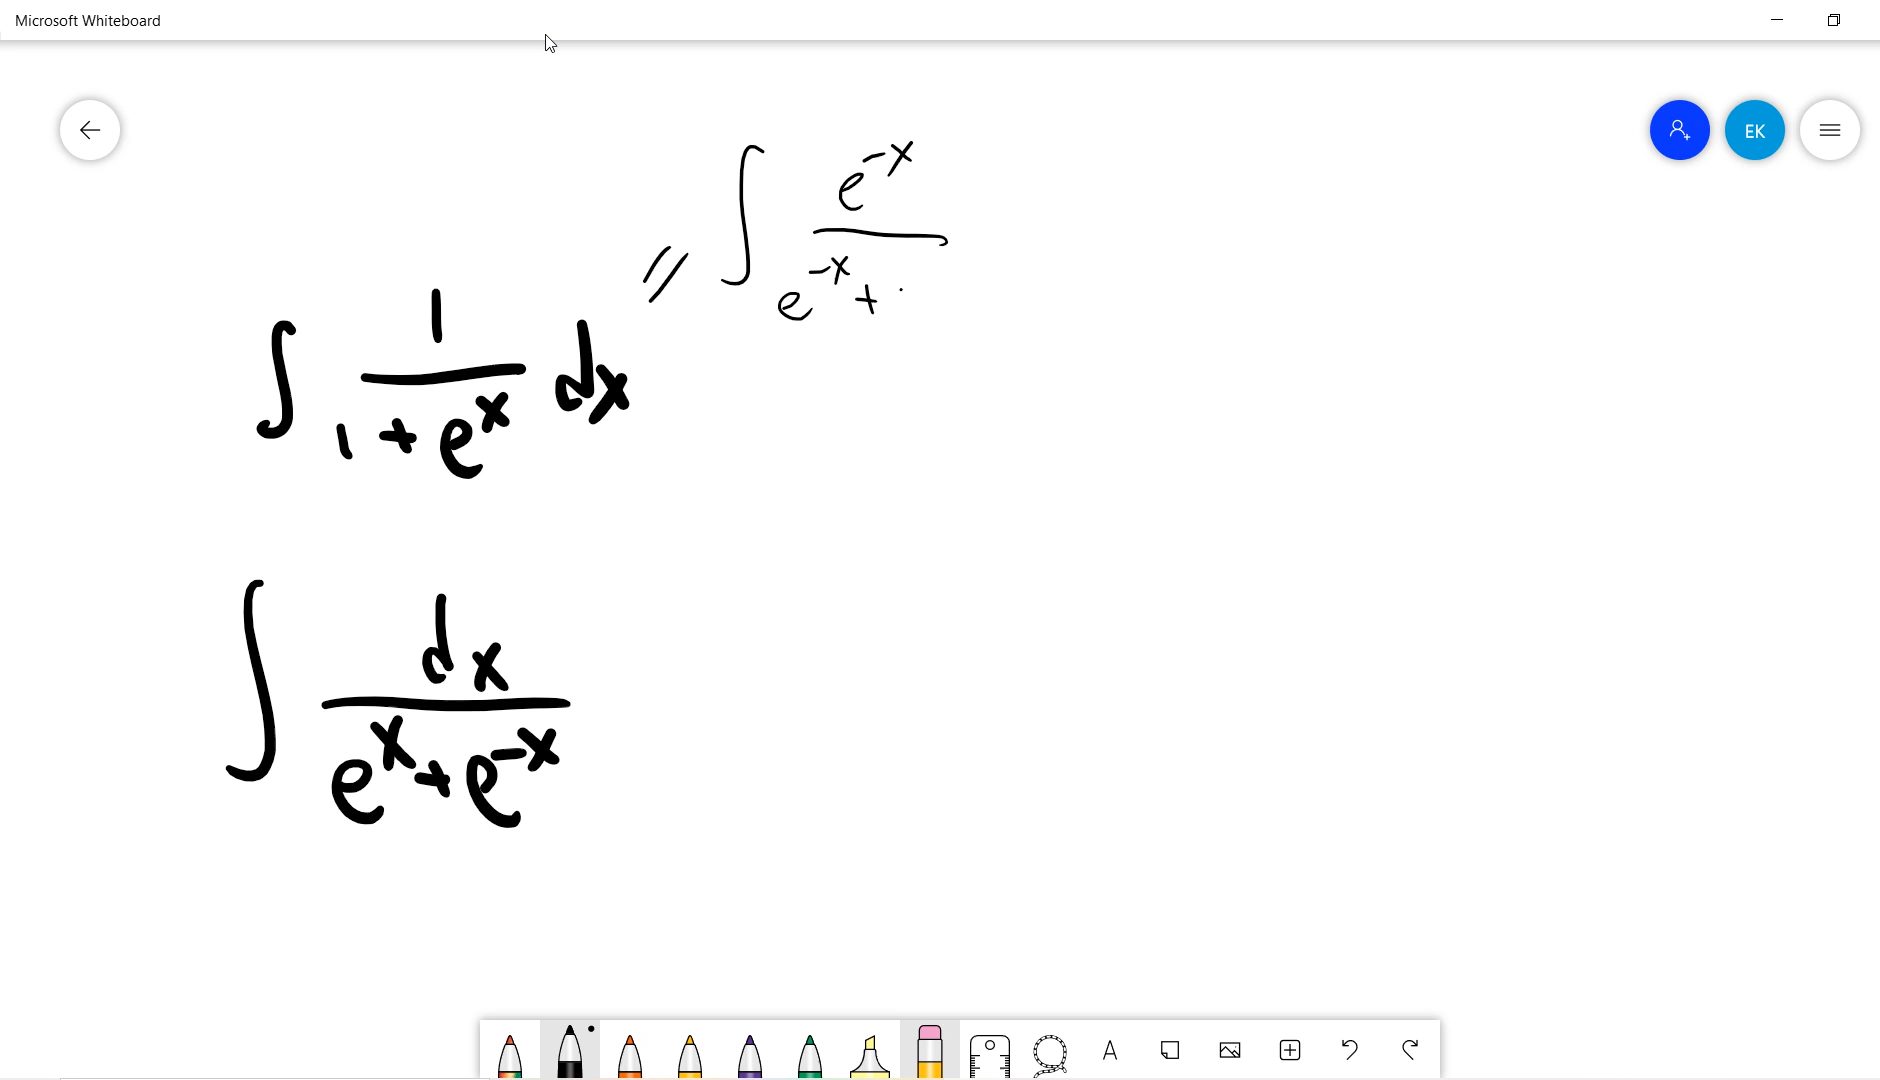 Microsoft Whiteboard
EK
= ∫ e^{-x} / e^{-x} +
∫ 1 / 1 + e^x dx
∫ dx / e^x + e^{-x}
A